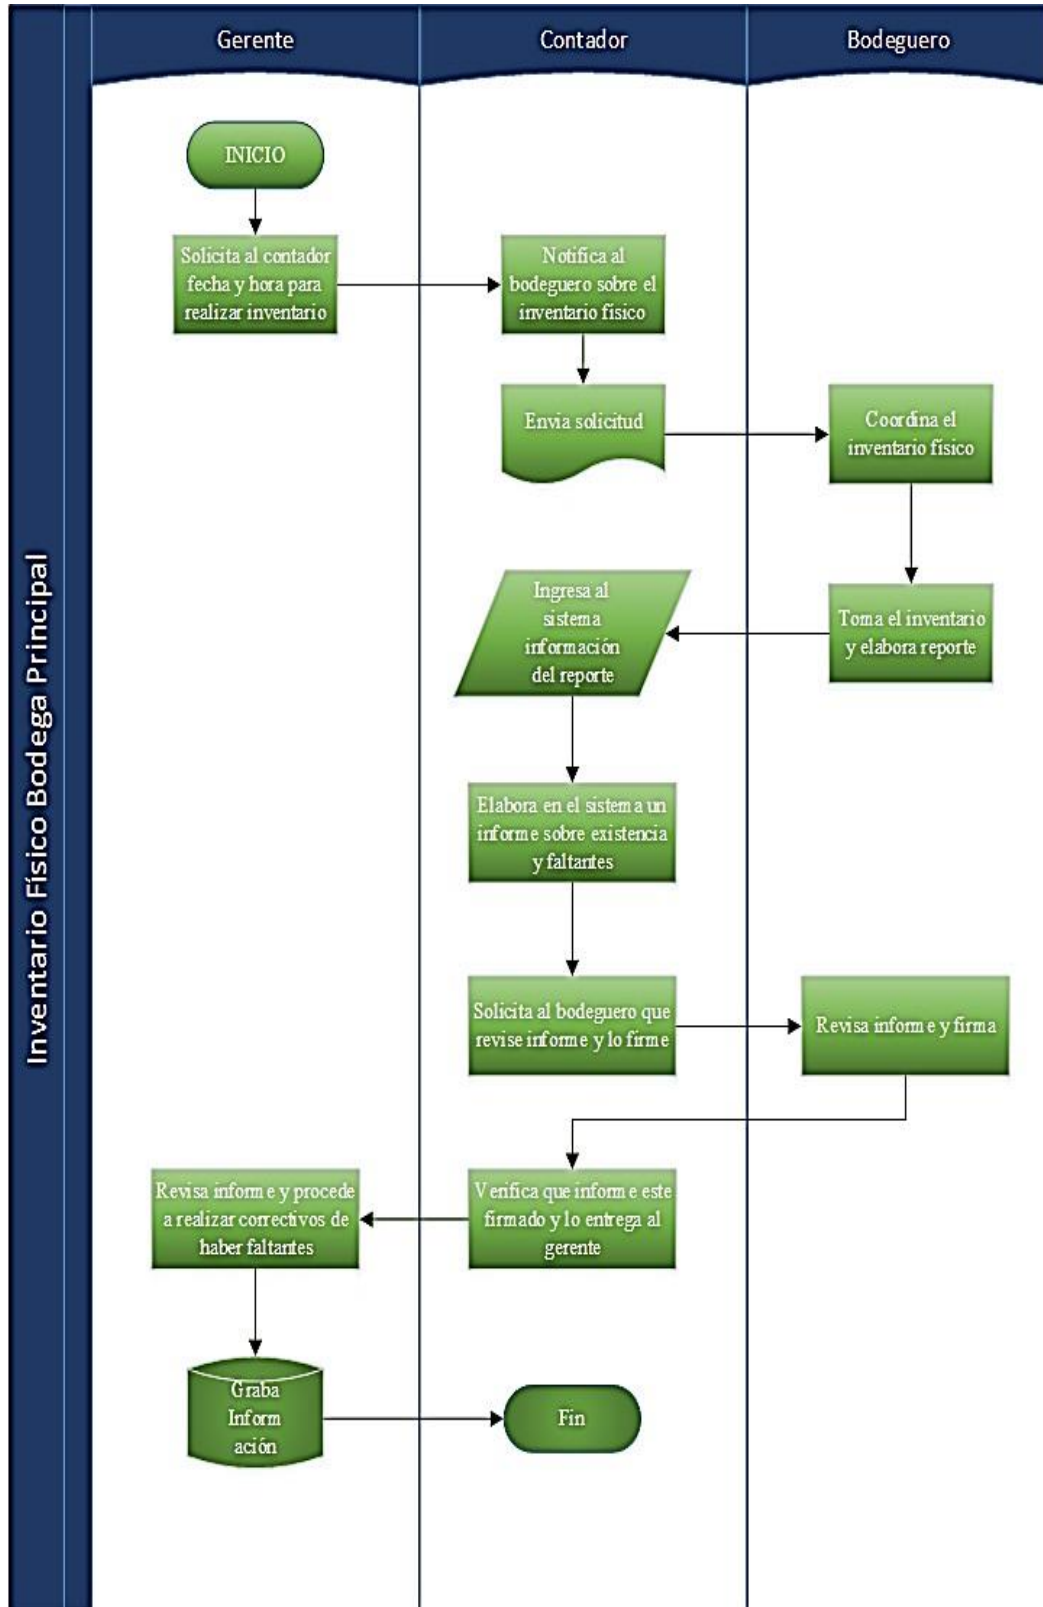 Inventario Físico Bodega Principal
Gerente
Contador
Bodeguero
INICIO
Solicita al contador
fecha y hora para
realizar inventario
Notifica al
bodeguero sobre el
inventario físico
Envia solicitud
Coordina el
inventario físico
Toma el inventario
y elabora reporte
Ingresa al
sistema
información
del reporte
Elabora en el sistema un
informe sobre existencia
y faltantes
Solicita al bodeguero que
revise informe y lo firme
Revisa informe y firma
Verifica que informe este
firmado y lo entrega al
gerente
Revisa informe y procede
a realizar correctivos de
haber faltantes
Graba
Inform
ación
Fin